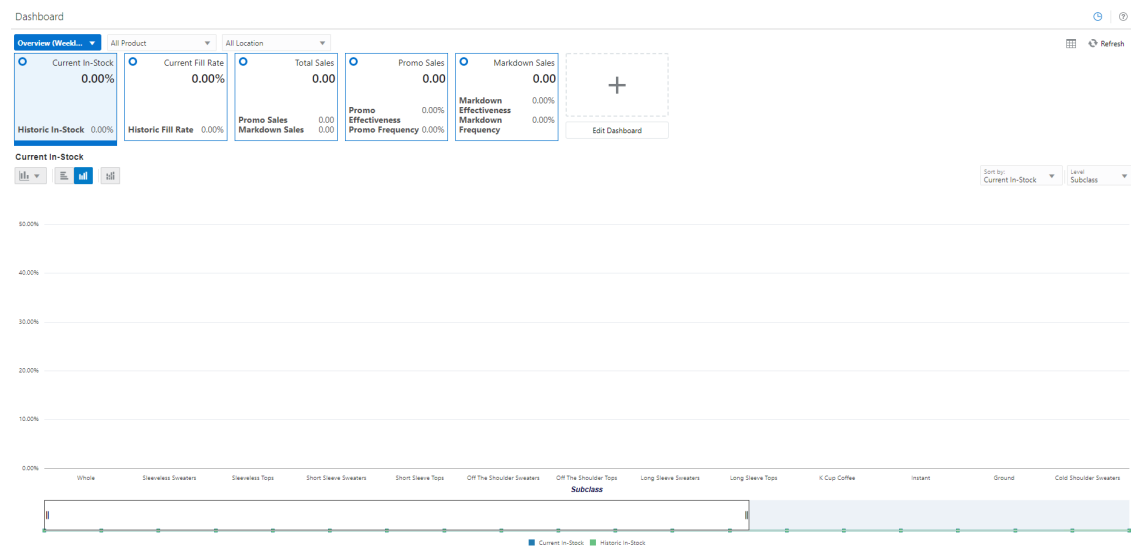 Dashboard
Overview (Weekl...
All Product
All Location
Refresh
Current In-Stock
0.00%
Historic In-Stock 0.00%
Current Fill Rate
0.00%
Historic Fill Rate 0.00%
Total Sales
0.00
Promo Sales 0.00
Markdown Sales 0.00
Promo Sales
0.00
Promo Effectiveness 0.00%
Promo Frequency 0.00%
Markdown Sales
0.00
Markdown Effectiveness 0.00%
Markdown Frequency 0.00%
Edit Dashboard
Current In-Stock
Sort by:
Current In-Stock
Level
Subclass
50.00%
40.00%
30.00%
20.00%
10.00%
0.00%
Whole
Sleeveless Sweaters
Sleeveless Tops
Short Sleeve Sweaters
Short Sleeve Tops
Off The Shoulder Sweaters
Off The Shoulder Tops
Long Sleeve Sweaters
Long Sleeve Tops
K Cup Coffee
Instant
Ground
Cold Shoulder Sweaters
Subclass
Current In-Stock
Historic In-Stock